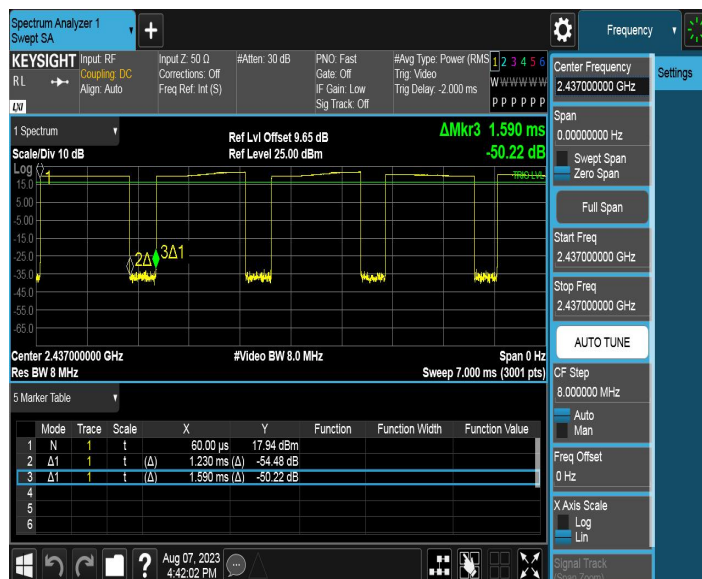 Spectrum Analyzer 1
Swept SA
KEYSIGHT
RL
LXI
Input: RF
Coupling: DC
Align: Auto
Input Z: 50 Ω
Corrections: Off
Freq Ref: Int (S)
#Atten: 30 dB
PNO: Fast
Gate: Off
IF Gain: Low
Sig Track: Off
#Avg Type: Power (RMS
Trig: Video
Trig Delay: -2.000 ms
1 2 3 4 5 6
W W W W W W
P P P P P P
1 Spectrum
Scale/Div 10 dB
Ref Lvl Offset 9.65 dB
Ref Level 25.00 dBm
ΔMkr3 1.590 ms
-50.22 dB
Log
15.0
5.00
-5.00
-15.0
-25.0
-35.0
-45.0
-55.0
-65.0
1
2Δ
3Δ1
TRIG LVL
Center 2.437000000 GHz
#Video BW 8.0 MHz
Span 0 Hz
Res BW 8 MHz
Sweep 7.000 ms (3001 pts)
5 Marker Table
Mode Trace Scale X Y Function Function Width Function Value
1 N 1 t 60.00 µs 17.94 dBm
2 Δ1 1 t (Δ) 1.230 ms (Δ) -54.48 dB
3 Δ1 1 t (Δ) 1.590 ms (Δ) -50.22 dB
4
5
6
?
Aug 07, 2023
4:42:02 PM
Frequency
Settings
Center Frequency
2.437000000 GHz
Span
0.00000000 Hz
Swept Span
Zero Span
Full Span
Start Freq
2.437000000 GHz
Stop Freq
2.437000000 GHz
AUTO TUNE
CF Step
8.000000 MHz
Auto
Man
Freq Offset
0 Hz
X Axis Scale
Log
Lin
Signal Track
(Span Zoom)